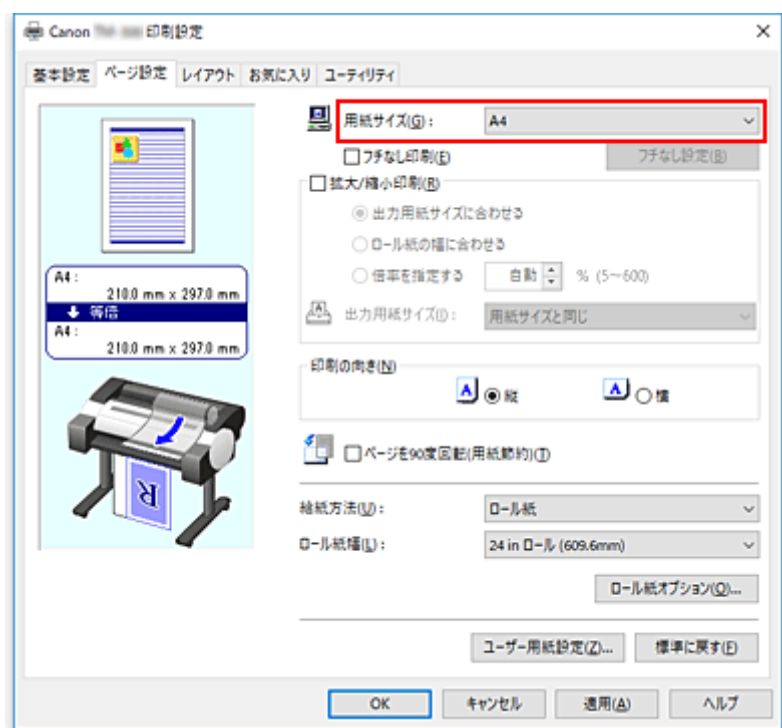 Canon 印刷設定
基本設定 ページ設定 レイアウト お気に入り ユーティリティ
用紙サイズ(G): A4
フチなし印刷(E) フチなし設定(B)
拡大/縮小印刷(R)
出力用紙サイズに合わせる
ロール紙の幅に合わせる
倍率を指定する 自動 % (5～600)
出力用紙サイズ(I): 用紙サイズと同じ
A4 :
210.0 mm x 297.0 mm
等倍
A4 :
210.0 mm x 297.0 mm
印刷の向き(N)
A 縦 A 横
ページを90度回転(用紙節約)(T)
R
給紙方法(U): ロール紙
ロール紙幅(L): 24 in ロール (609.6mm)
ロール紙オプション(O)...
ユーザー用紙設定(Z)... 標準に戻す(F)
OK キャンセル 適用(A) ヘルプ